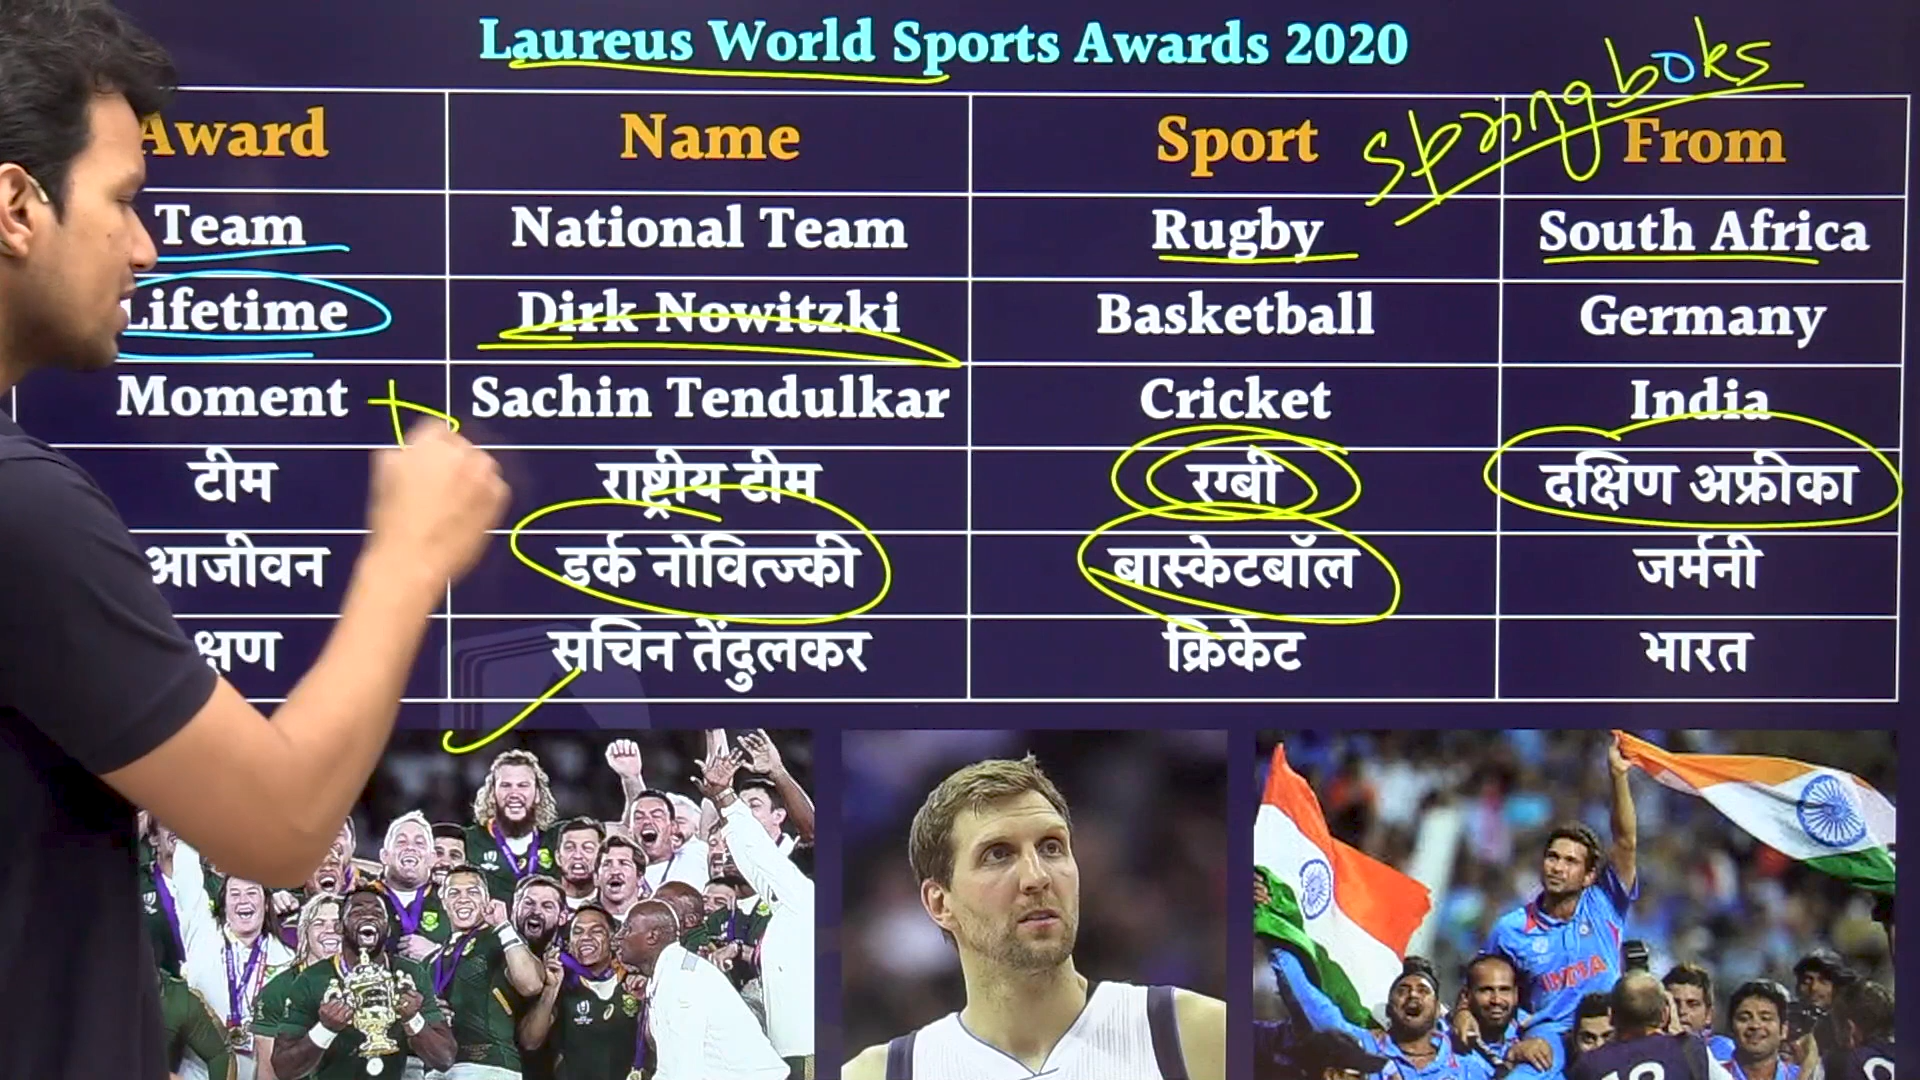 Laureus World Sports Awards 2020
springboks
Award Name Sport From
Team National Team Rugby South Africa
Lifetime Dirk Nowitzki Basketball Germany
Moment Sachin Tendulkar Cricket India
टीम राष्ट्रीय टीम रग्बी दक्षिण अफ्रीका
आजीवन डर्क नोवित्ज्की बास्केटबॉल जर्मनी
क्षण सचिन तेंदुलकर क्रिकेट भारत
INDIA